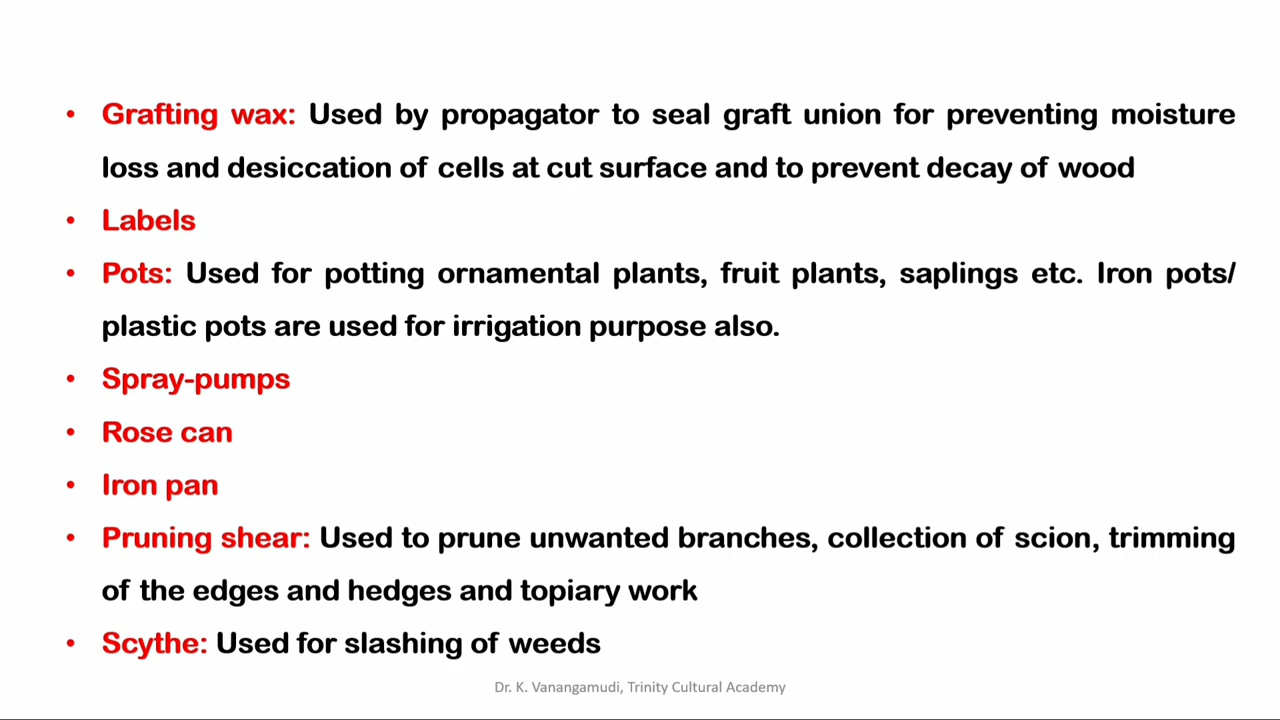 • Grafting wax: Used by propagator to seal graft union for preventing moisture
loss and desiccation of cells at cut surface and to prevent decay of wood
• Labels
• Pots: Used for potting ornamental plants, fruit plants, saplings etc. Iron pots/
plastic pots are used for irrigation purpose also.
• Spray-pumps
• Rose can
• Iron pan
• Pruning shear: Used to prune unwanted branches, collection of scion, trimming
of the edges and hedges and topiary work
• Scythe: Used for slashing of weeds
Dr. K. Vanangamudi, Trinity Cultural Academy